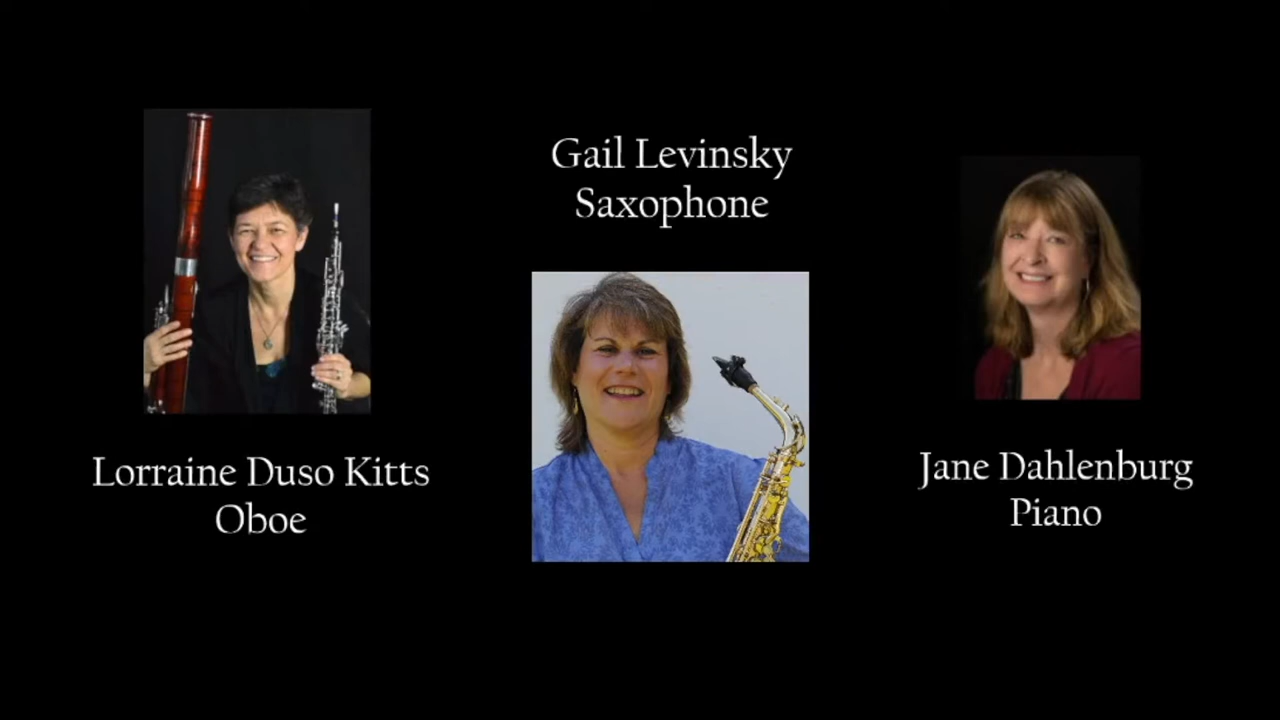 Gail Levinsky
Saxophone
Lorraine Duso Kitts
Oboe
Jane Dahlenburg
Piano